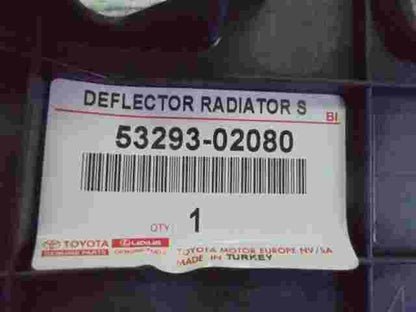 DEFLECTOR RADIATOR S
BI
53293-02080
QTY 1
TOYOTA LEXUS TOYOTA MOTOR EUROPE NV/SA
GENUINE PARTS MADE IN TURKEY